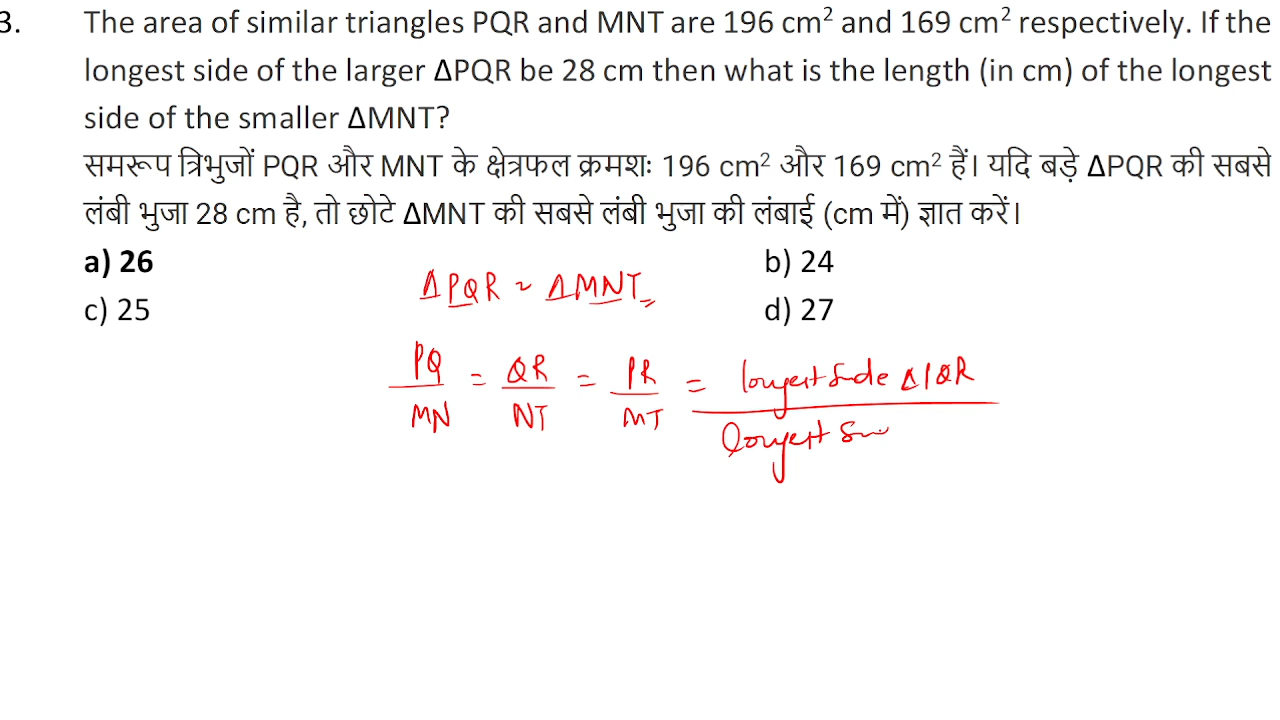 3. The area of similar triangles PQR and MNT are 196 cm² and 169 cm² respectively. If the
longest side of the larger ΔPQR be 28 cm then what is the length (in cm) of the longest
side of the smaller ΔMNT?
समरूप त्रिभुजों PQR और MNT के क्षेत्रफल क्रमशः 196 cm² और 169 cm² हैं। यदि बड़े ΔPQR की सबसे
लंबी भुजा 28 cm है, तो छोटे ΔMNT की सबसे लंबी भुजा की लंबाई (cm में) ज्ञात करें।
a) 26 b) 24
ΔPQR ~ ΔMNT
c) 25 d) 27
PQ/MN = QR/NT = PR/MT = longest side ΔPQR / longest